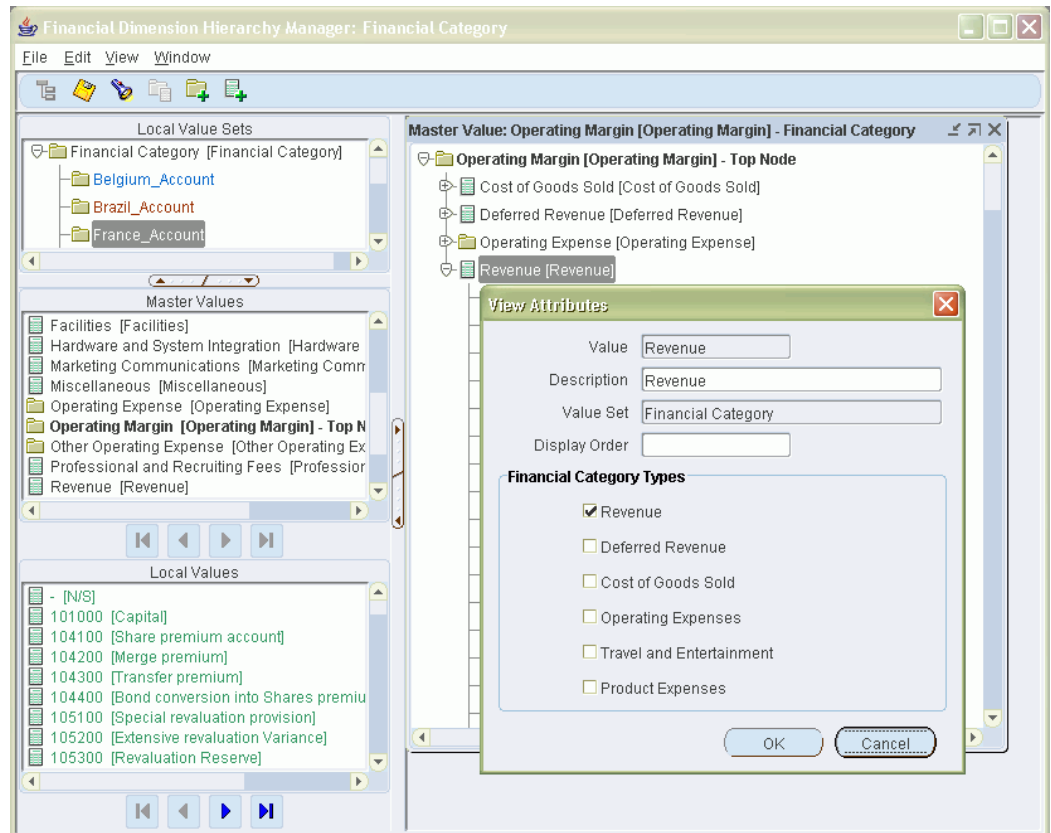 Financial Dimension Hierarchy Manager: Financial Category
File Edit View Window
Local Value Sets
Financial Category [Financial Category]
Belgium_Account
Brazil_Account
France_Account
Master Values
Facilities [Facilities]
Hardware and System Integration [Hardware
Marketing Communications [Marketing Comm
Miscellaneous [Miscellaneous]
Operating Expense [Operating Expense]
Operating Margin [Operating Margin] - Top N
Other Operating Expense [Other Operating Ex
Professional and Recruiting Fees [Profession
Revenue [Revenue]
Local Values
- [N/S]
101000 [Capital]
104100 [Share premium account]
104200 [Merge premium]
104300 [Transfer premium]
104400 [Bond conversion into Shares premiu
105100 [Special revaluation provision]
105200 [Extensive revaluation Variance]
105300 [Revaluation Reserve]
Master Value: Operating Margin [Operating Margin] - Financial Category
Operating Margin [Operating Margin] - Top Node
Cost of Goods Sold [Cost of Goods Sold]
Deferred Revenue [Deferred Revenue]
Operating Expense [Operating Expense]
Revenue [Revenue]
View Attributes
Value Revenue
Description Revenue
Value Set Financial Category
Display Order
Financial Category Types
Revenue
Deferred Revenue
Cost of Goods Sold
Operating Expenses
Travel and Entertainment
Product Expenses
OK Cancel